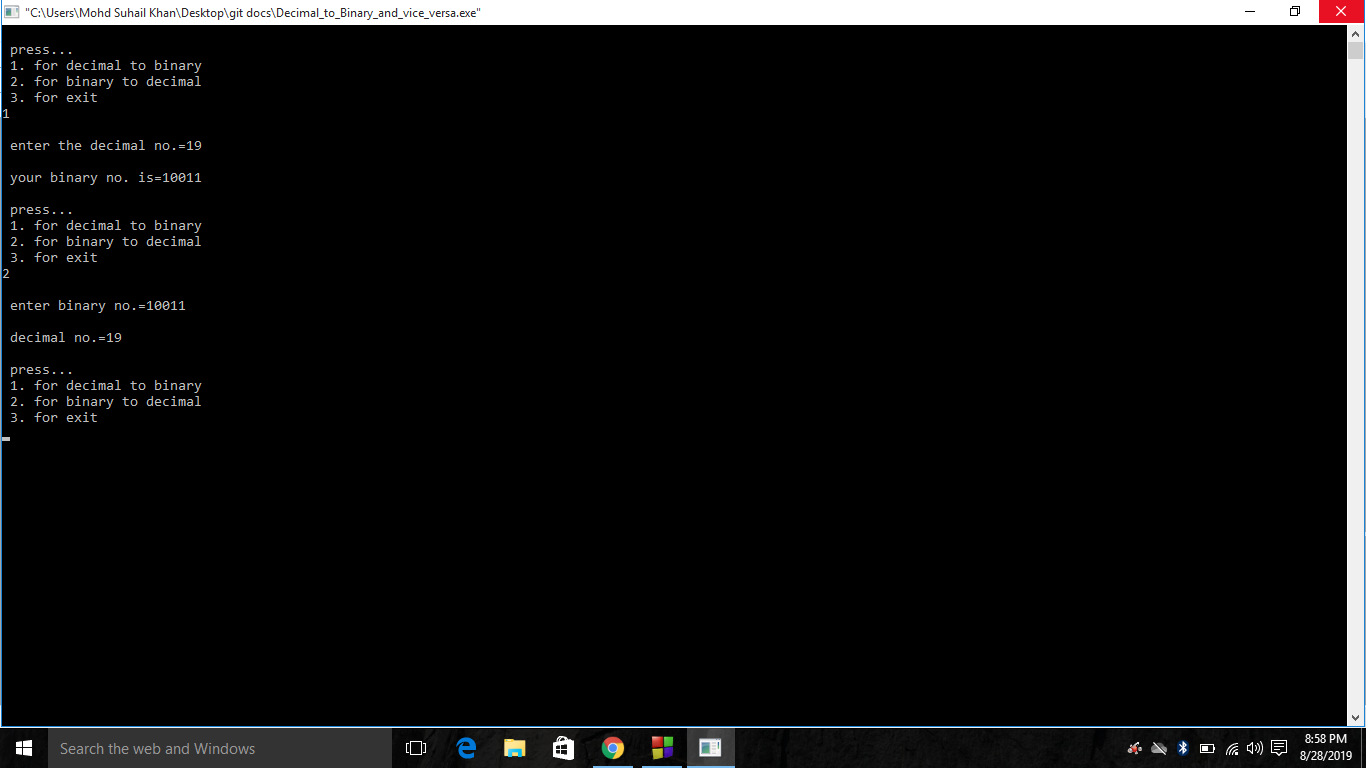 "C:\Users\Mohd Suhail Khan\Desktop\git docs\Decimal_to_Binary_and_vice_versa.exe"
press...
1. for decimal to binary
2. for binary to decimal
3. for exit
1
enter the decimal no.=19
your binary no. is=10011
press...
1. for decimal to binary
2. for binary to decimal
3. for exit
2
enter binary no.=10011
decimal no.=19
press...
1. for decimal to binary
2. for binary to decimal
3. for exit
Search the web and Windows
8:58 PM
8/28/2019